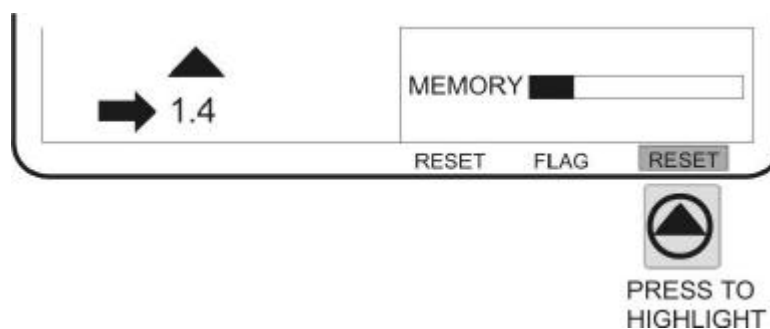 MEMORY
1.4
RESET FLAG RESET
PRESS TO
HIGHLIGHT